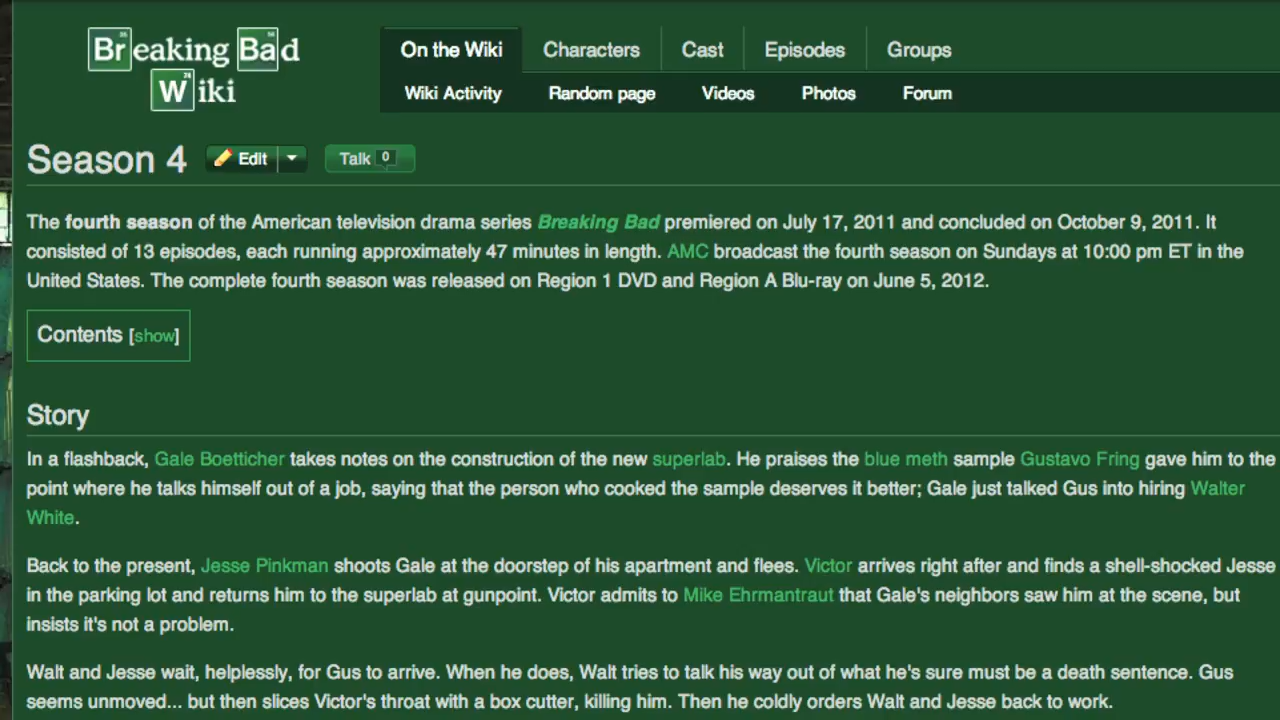 Breaking Bad
Wiki
On the Wiki Characters Cast Episodes Groups
Wiki Activity Random page Videos Photos Forum
Season 4 Edit Talk 0
The fourth season of the American television drama series Breaking Bad premiered on July 17, 2011 and concluded on October 9, 2011. It
consisted of 13 episodes, each running approximately 47 minutes in length. AMC broadcast the fourth season on Sundays at 10:00 pm ET in the
United States. The complete fourth season was released on Region 1 DVD and Region A Blu-ray on June 5, 2012.
Contents [show]
Story
In a flashback, Gale Boetticher takes notes on the construction of the new superlab. He praises the blue meth sample Gustavo Fring gave him to the
point where he talks himself out of a job, saying that the person who cooked the sample deserves it better; Gale just talked Gus into hiring Walter
White.
Back to the present, Jesse Pinkman shoots Gale at the doorstep of his apartment and flees. Victor arrives right after and finds a shell-shocked Jesse
in the parking lot and returns him to the superlab at gunpoint. Victor admits to Mike Ehrmantraut that Gale's neighbors saw him at the scene, but
insists it's not a problem.
Walt and Jesse wait, helplessly, for Gus to arrive. When he does, Walt tries to talk his way out of what he's sure must be a death sentence. Gus
seems unmoved... but then slices Victor's throat with a box cutter, killing him. Then he coldly orders Walt and Jesse back to work.